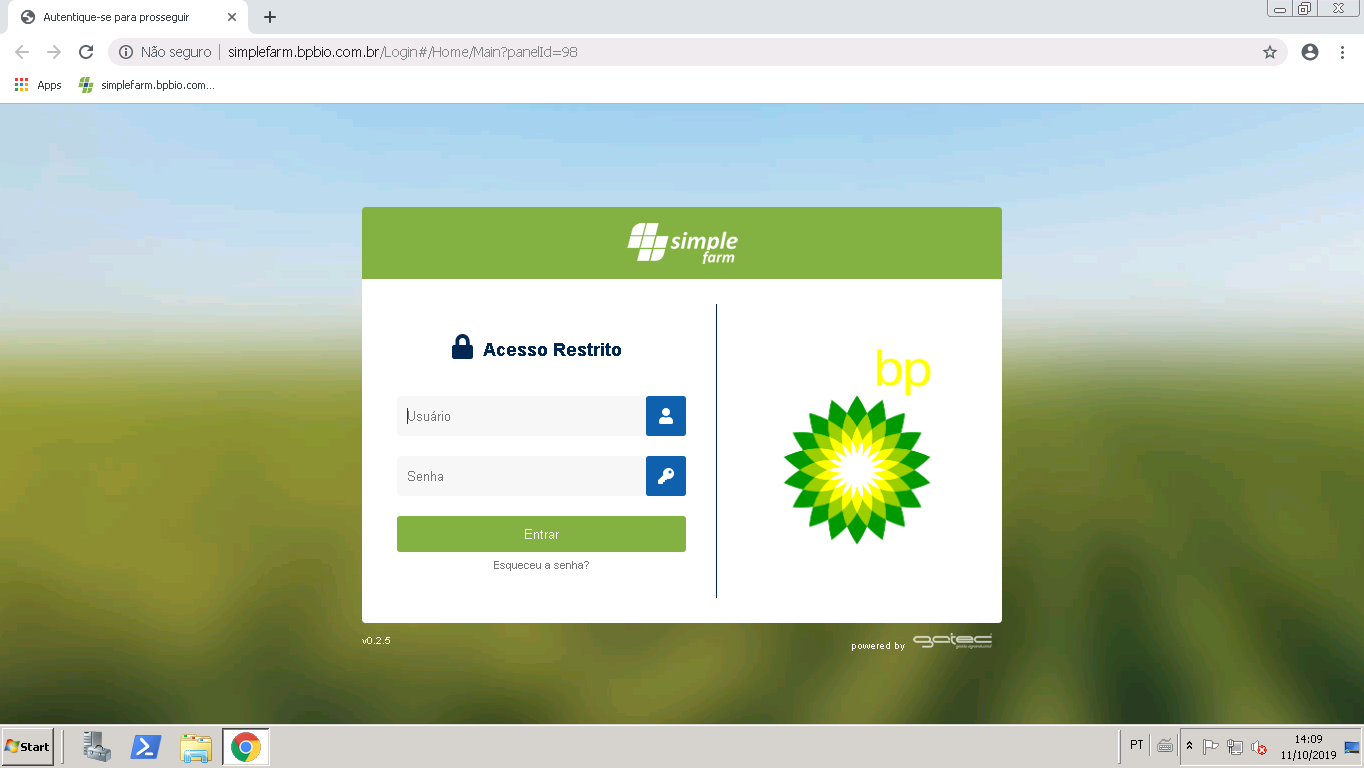 Autentique-se para prosseguir
Não seguro
simplefarm.bpbio.com.br/Login#/Home/Main?panelId=98
Apps
simplefarm.bpbio.com...
simple
farm
Acesso Restrito
Usuário
Senha
Entrar
Esqueceu a senha?
bp
v0.2.5
powered by
gatec
Start
PT
14:09
11/10/2019